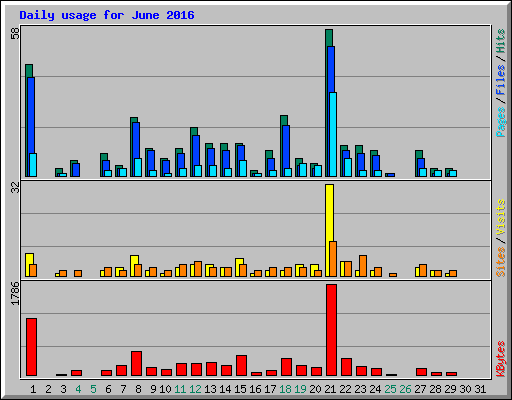 Daily usage for June 2016
58
Pages / Files / Hits
32
Sites / Visits
1786
KBytes
1 2 3 4 5 6 7 8 9 10 11 12 13 14 15 16 17 18 19 20 21 22 23 24 25 26 27 28 29 30 31